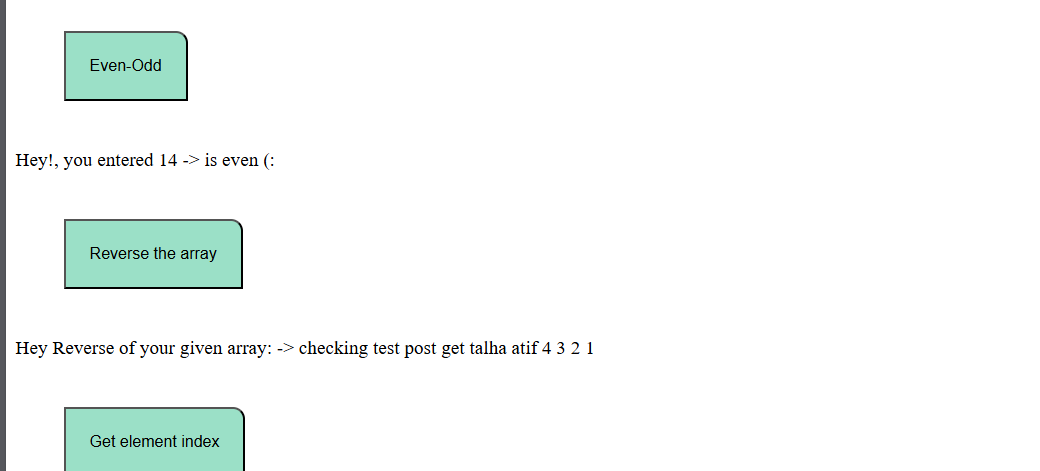 Even-Odd
Hey!, you entered 14 -> is even (:
Reverse the array
Hey Reverse of your given array: -> checking test post get talha atif 4 3 2 1
Get element index